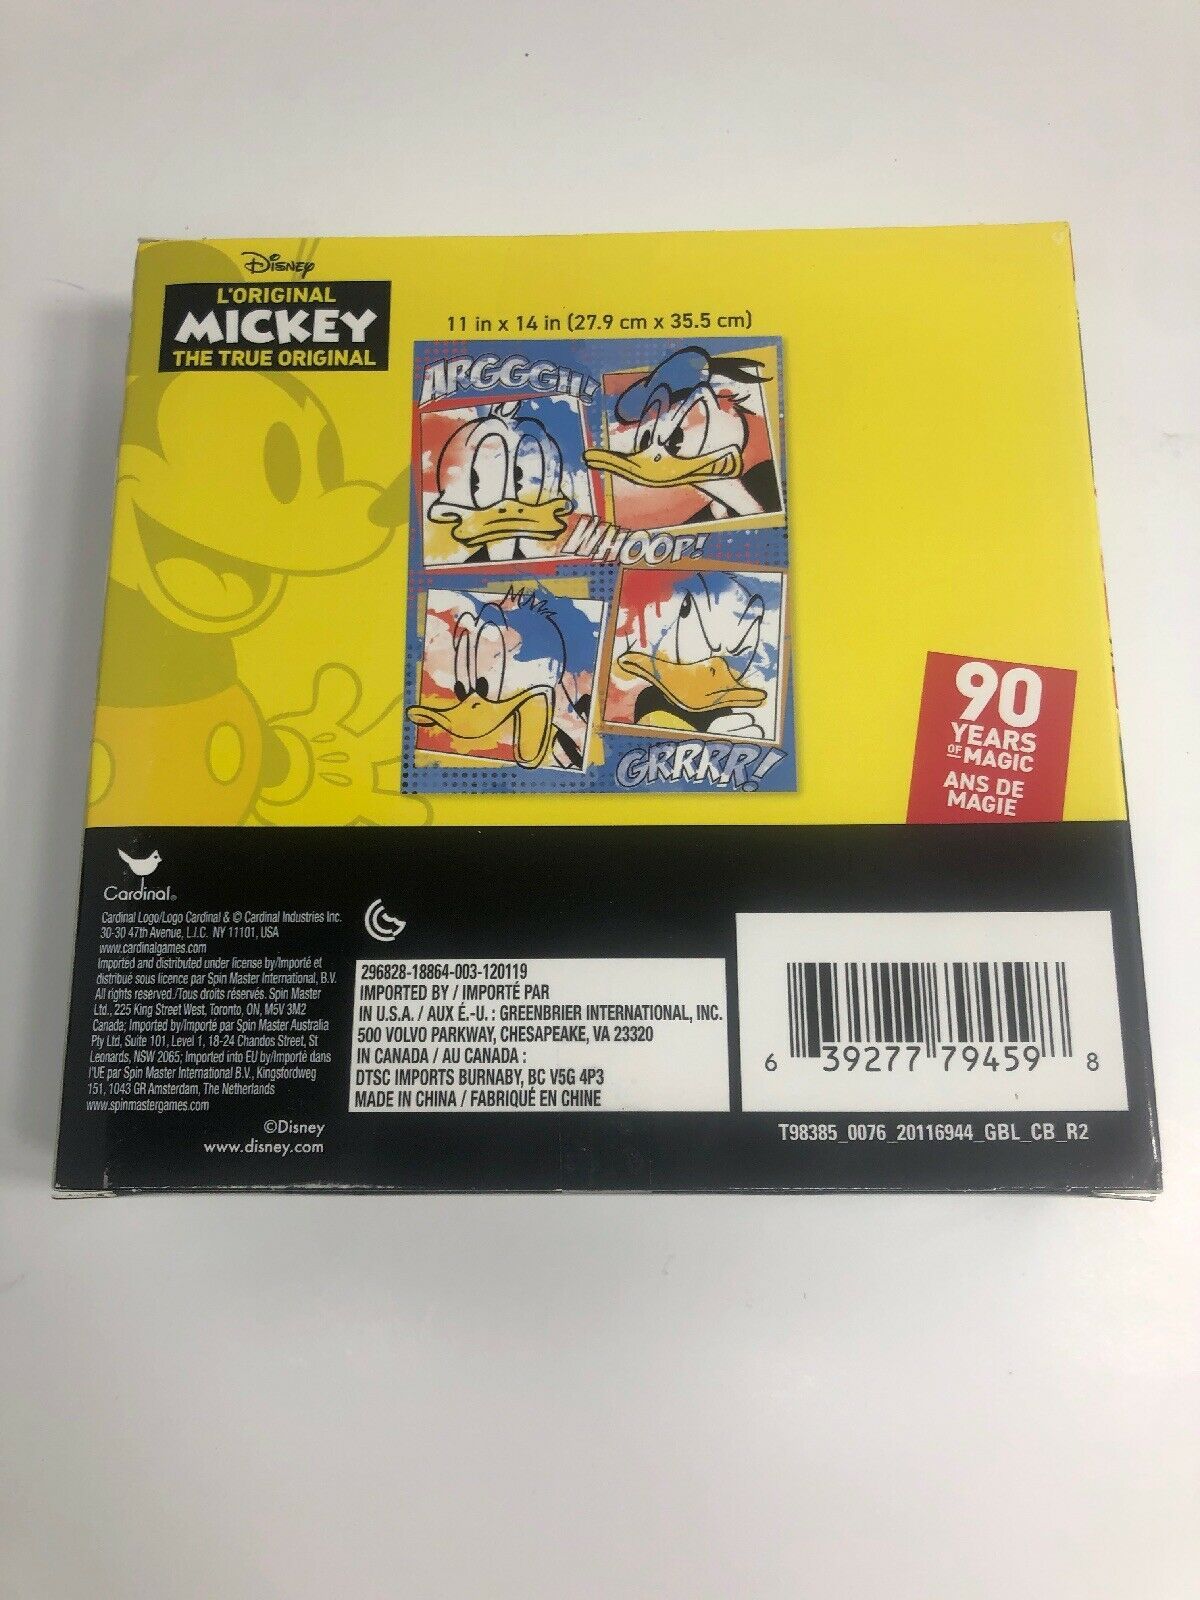 Disney
L'ORIGINAL
MICKEY
THE TRUE ORIGINAL
11 in x 14 in (27.9 cm x 35.5 cm)
ARGGGH!
WHOOP!
GRRRR!
90
YEARS
OF MAGIC
ANS DE
MAGIE
Cardinal®
Cardinal Logo/Logo Cardinal & © Cardinal Industries Inc.
30-30 47th Avenue, L.I.C. NY 11101, USA
www.cardinalgames.com
Imported and distributed under license by/Importé et
distribué sous licence par Spin Master International, B.V.
All rights reserved./Tous droits réservés. Spin Master
Ltd., 225 King Street West, Toronto, ON, M5V 3M2
Canada; Imported by/Importé par Spin Master Australia
Pty Ltd, Suite 101, Level 1, 18-24 Chandos Street, St
Leonards, NSW 2065; Imported into EU by/Importé dans
l'UE par Spin Master International B.V., Kingsfordweg
151, 1043 GR Amsterdam, The Netherlands
www.spinmastergames.com
©Disney
www.disney.com
296828-18864-003-120119
IMPORTED BY / IMPORTÉ PAR
IN U.S.A. / AUX É.-U. : GREENBRIER INTERNATIONAL, INC.
500 VOLVO PARKWAY, CHESAPEAKE, VA 23320
IN CANADA / AU CANADA :
DTSC IMPORTS BURNABY, BC V5G 4P3
MADE IN CHINA / FABRIQUÉ EN CHINE
6 39277 79459 8
T98385_0076_20116944_GBL_CB_R2